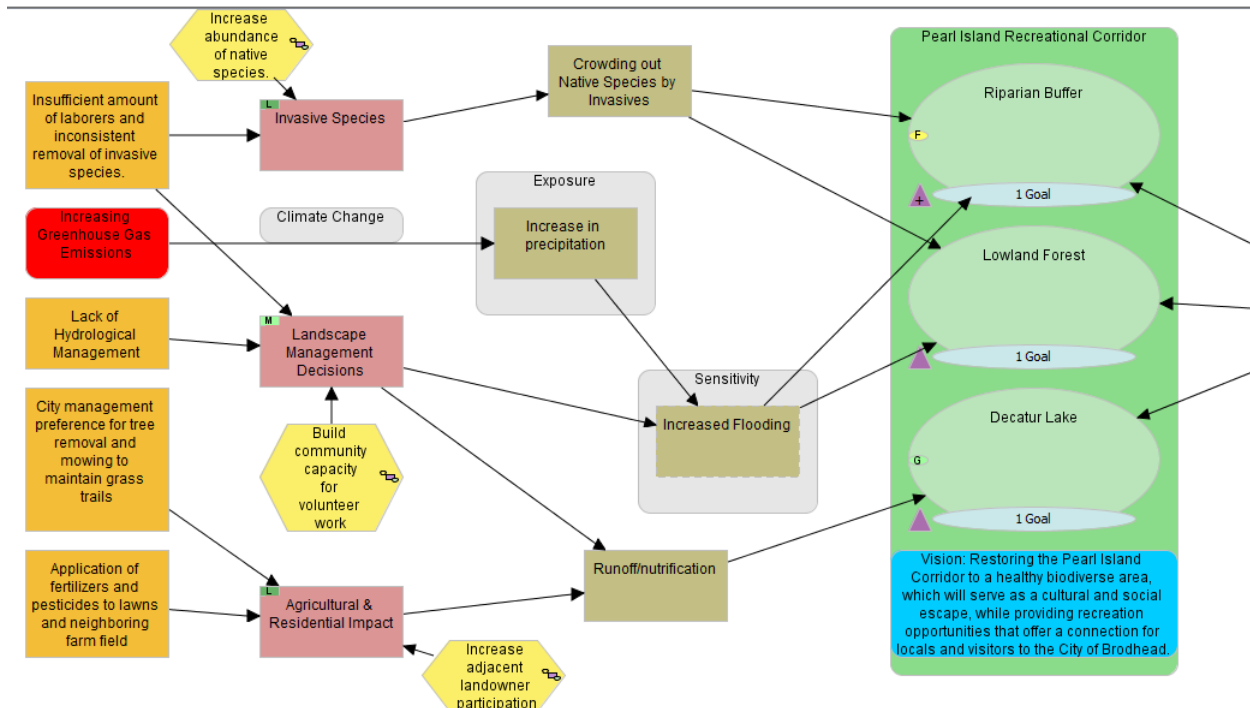 Increase
abundance
of native
species.
Insufficient amount
of laborers and
inconsistent
removal of invasive
species.
L
Invasive Species
Crowding out
Native Species by
Invasives
Pearl Island Recreational Corridor
Riparian Buffer
F
+
1 Goal
Increasing
Greenhouse Gas
Emissions
Climate Change
Exposure
Increase in
precipitation
Lowland Forest
1 Goal
Lack of
Hydrological
Management
M
Landscape
Management
Decisions
Sensitivity
Increased Flooding
Decatur Lake
G
1 Goal
City management
preference for tree
removal and
mowing to
maintain grass
trails
Build
community
capacity
for
volunteer
work
Application of
fertilizers and
pesticides to lawns
and neighboring
farm field
L
Agricultural &
Residential Impact
Runoff/nutrification
Increase
adjacent
landowner
participation
Vision: Restoring the Pearl Island
Corridor to a healthy biodiverse area,
which will serve as a cultural and social
escape, while providing recreation
opportunities that offer a connection for
locals and visitors to the City of Brodhead.